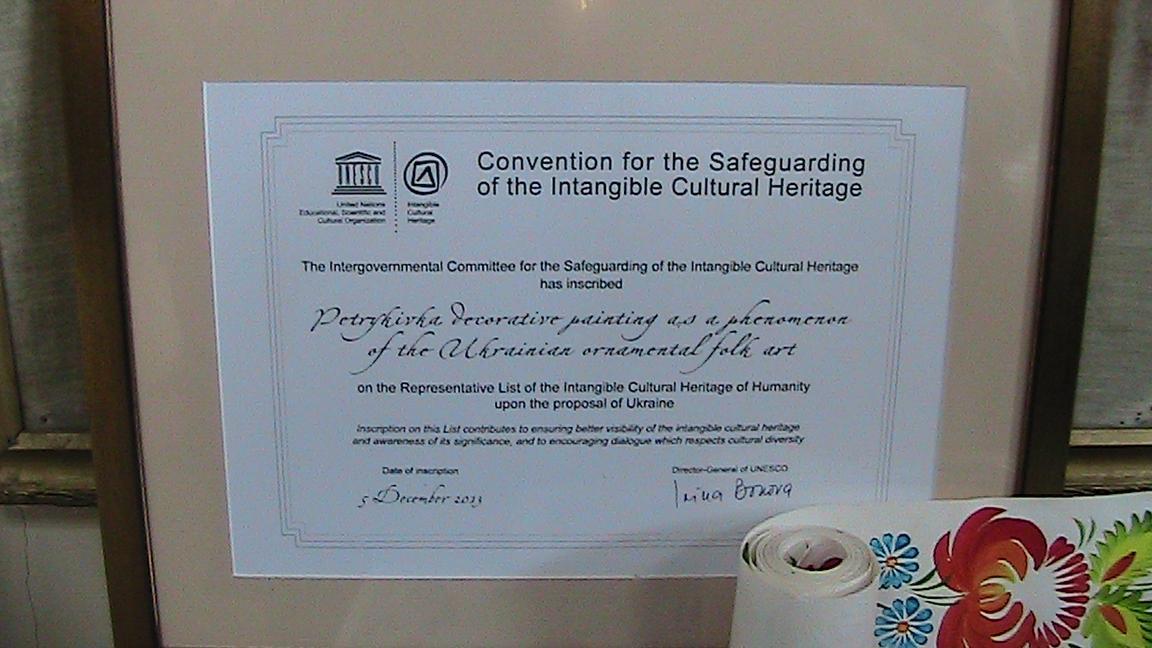 Convention for the Safeguarding
of the Intangible Cultural Heritage
United Nations
Educational, Scientific and
Cultural Organization
Intangible
Cultural
Heritage
The Intergovernmental Committee for the Safeguarding of the Intangible Cultural Heritage
has inscribed
Petrykivka decorative painting as a phenomenon
of the Ukrainian ornamental folk art
on the Representative List of the Intangible Cultural Heritage of Humanity
upon the proposal of Ukraine
Inscription on this List contributes to ensuring better visibility of the intangible cultural heritage
and awareness of its significance, and to encouraging dialogue which respects cultural diversity
Date of inscription
5 December 2013
Director-General of UNESCO
Irina Bokova